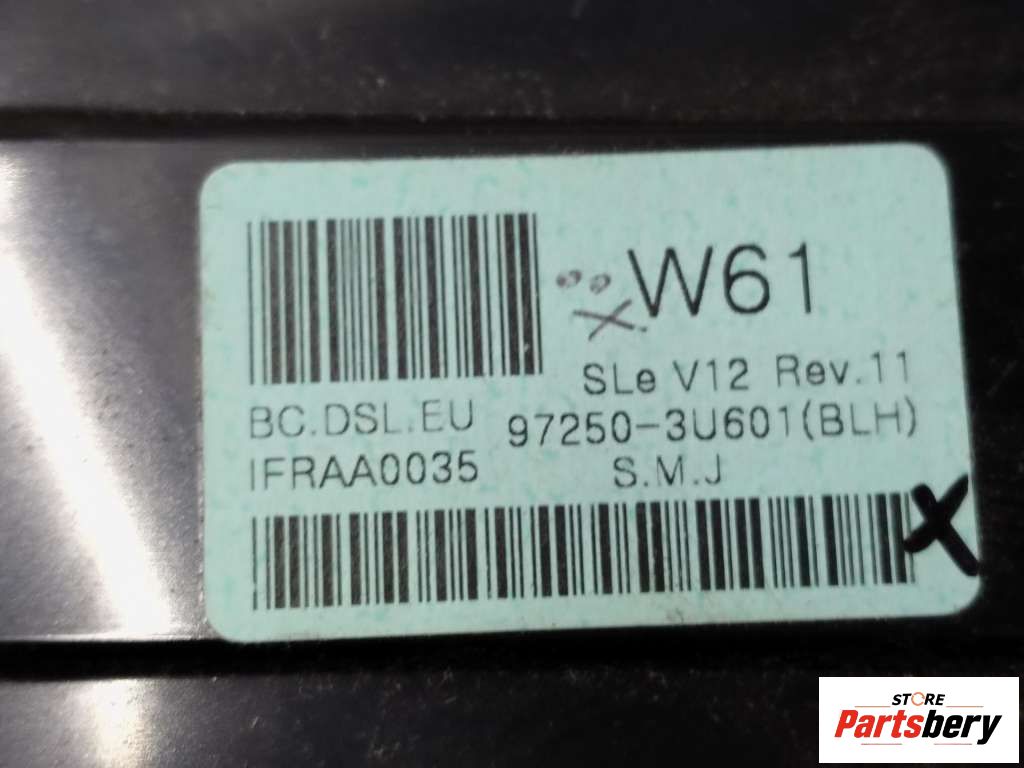 W61
SLe V12 Rev.11
BC.DSL.EU
97250-3U601(BLH)
IFRAA0035
S.M.J
STORE
Partsbery